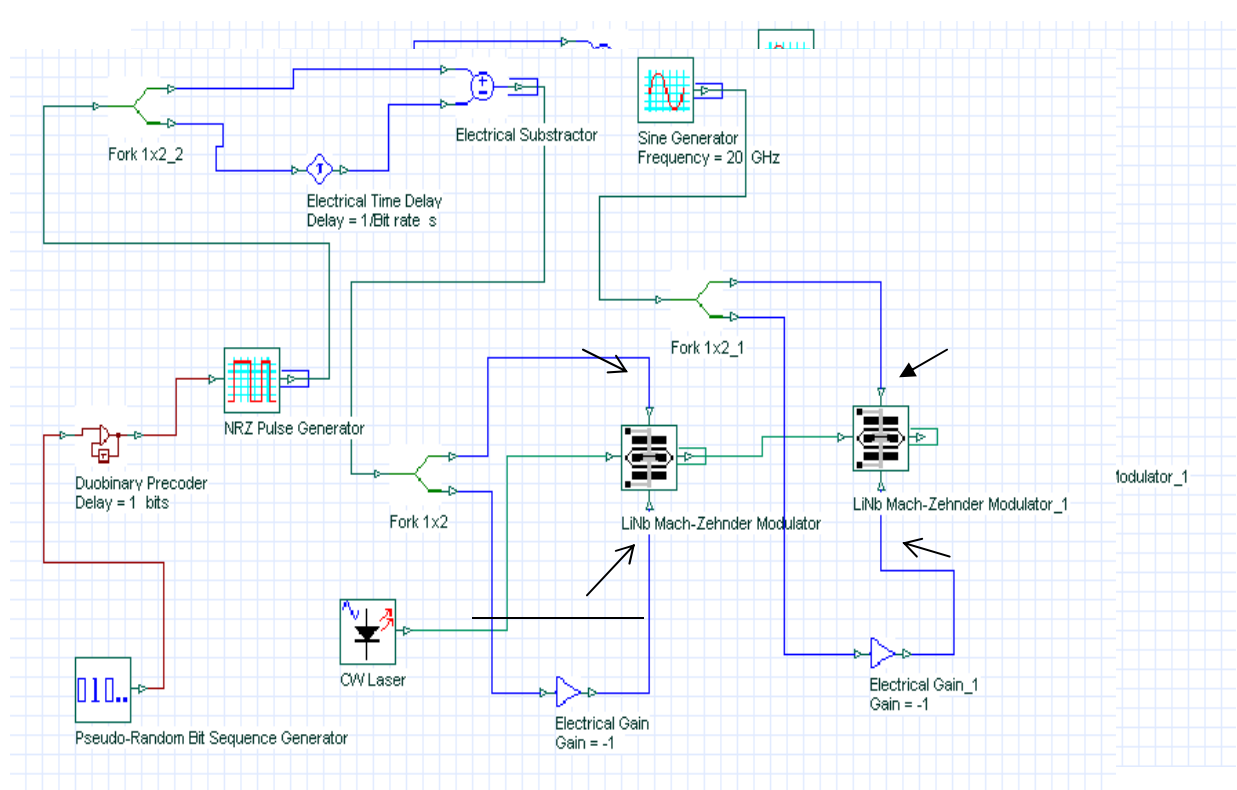 Electrical Substractor
Sine Generator
Frequency = 20 GHz
Fork 1x2_2
Electrical Time Delay
Delay = 1/Bit rate s
Fork 1x2_1
NRZ Pulse Generator
Duobinary Precoder
Delay = 1 bits
Fork 1x2
LiNb Mach-Zehnder Modulator
LiNb Mach-Zehnder Modulator_1
Modulator_1
CW Laser
Electrical Gain
Gain = -1
Electrical Gain_1
Gain = -1
Pseudo-Random Bit Sequence Generator